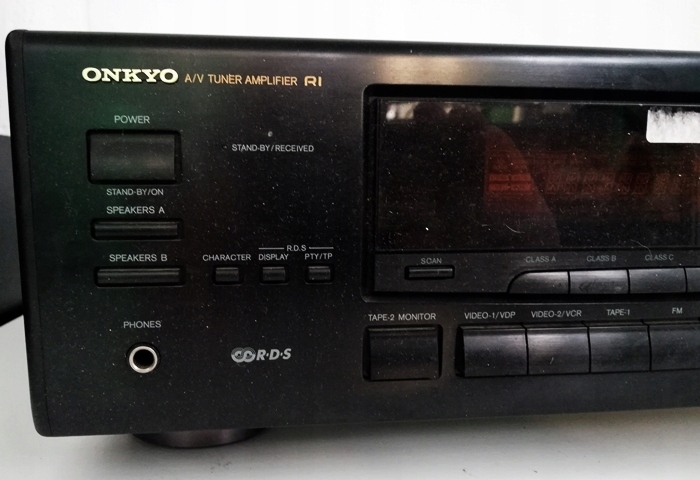 ONKYO A/V TUNER AMPLIFIER RI
POWER
STAND-BY/RECEIVED
STAND-BY/ON
SPEAKERS A
SPEAKERS B
CHARACTER
R.D.S
DISPLAY
PTY/TP
SCAN
CLASS A
CLASS B
CLASS C
PHONES
R·D·S
TAPE-2 MONITOR
VIDEO-1/VDP
VIDEO-2/VCR
TAPE-1
FM